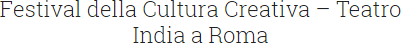 Festival della Cultura Creativa – Teatro
India a Roma